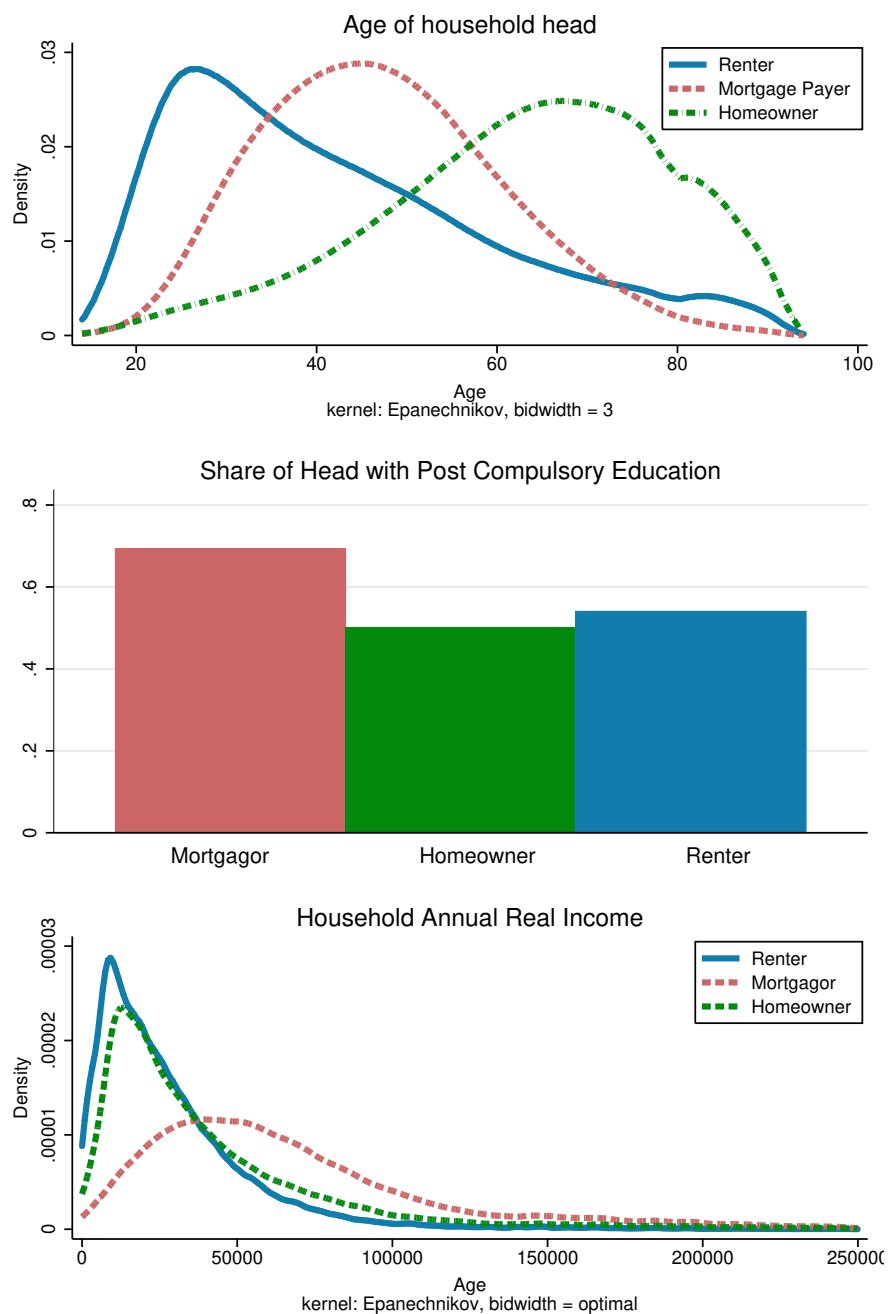 Age of household head
.03
.02
.01
0
Density
Renter
Mortgage Payer
Homeowner
20 40 60 80 100
Age
kernel: Epanechnikov, bidwidth = 3
Share of Head with Post Compulsory Education
.8
.6
.4
.2
0
Mortgagor Homeowner Renter
Household Annual Real Income
.00003
.00002
.00001
0
Density
Renter
Mortgagor
Homeowner
0 50000 100000 150000 200000 250000
Age
kernel: Epanechnikov, bidwidth = optimal